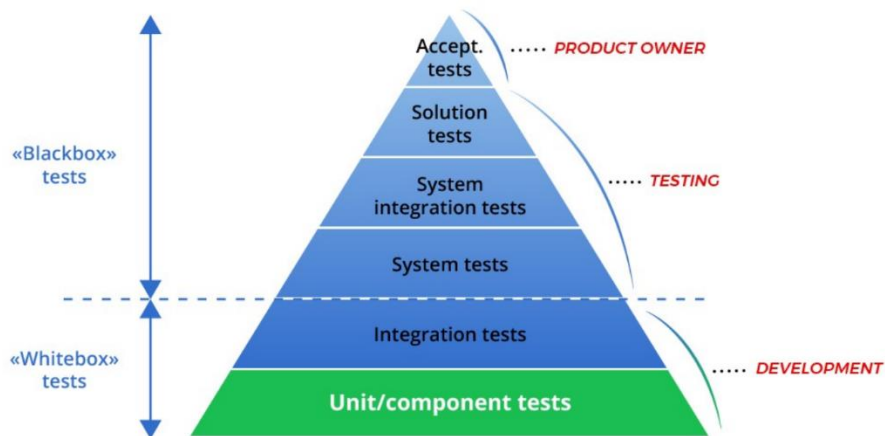 Accept.
tests
PRODUCT OWNER
Solution
tests
«Blackbox»
tests
TESTING
System
integration tests
System tests
Integration tests
«Whitebox»
tests
DEVELOPMENT
Unit/component tests